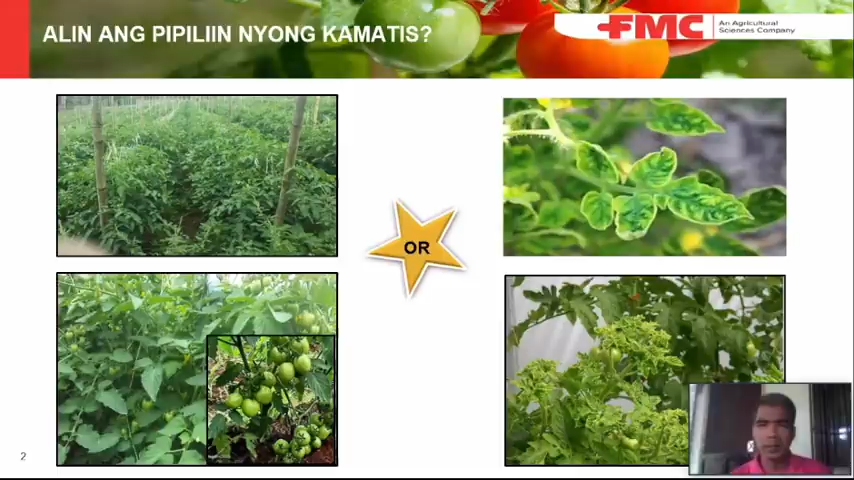 ALIN ANG PIPILIIN NYONG KAMATIS?
FMC
An Agricultural
Sciences Company
OR
2